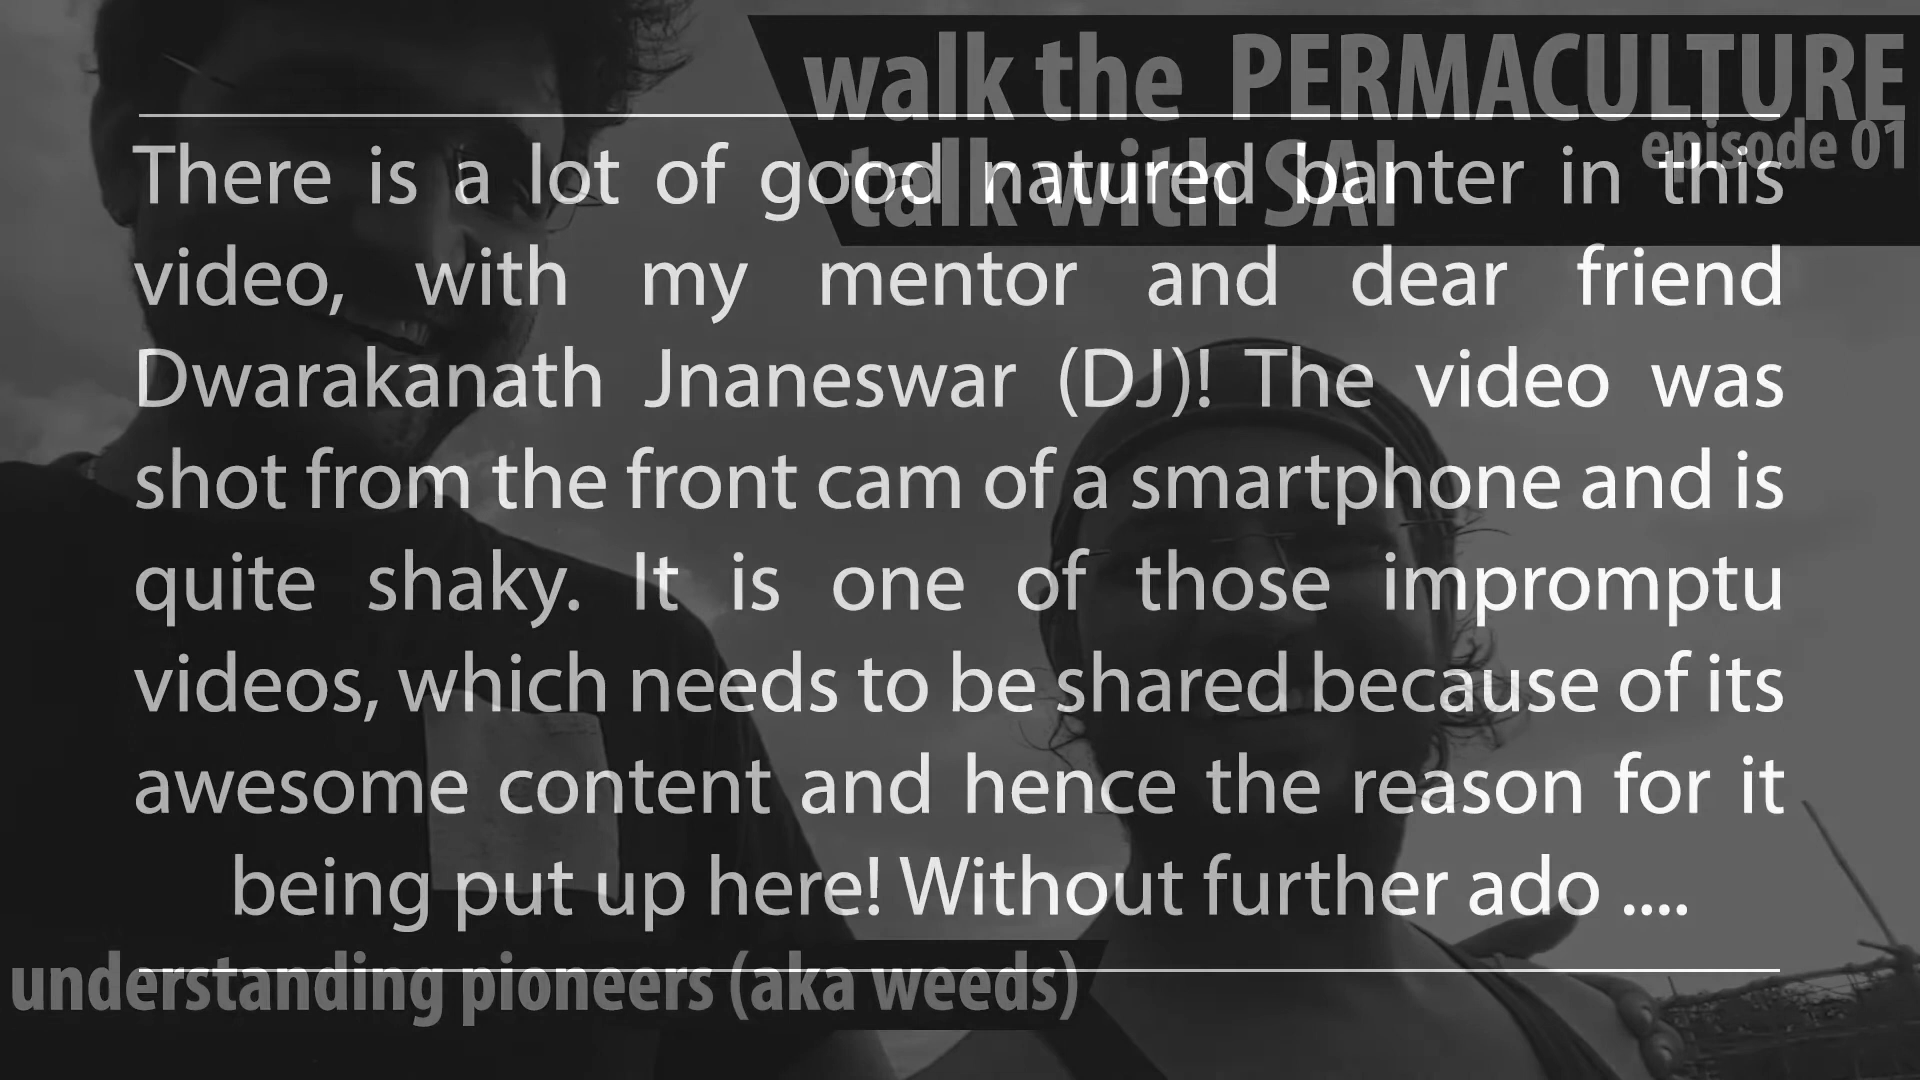 walk the PERMACULTURE
talk with SAI
episode 01
There is a lot of good natured banter in this
video, with my mentor and dear friend
Dwarakanath Jnaneswar (DJ)! The video was
shot from the front cam of a smartphone and is
quite shaky. It is one of those impromptu
videos, which needs to be shared because of its
awesome content and hence the reason for it
being put up here! Without further ado ....
understanding pioneers (aka weeds)